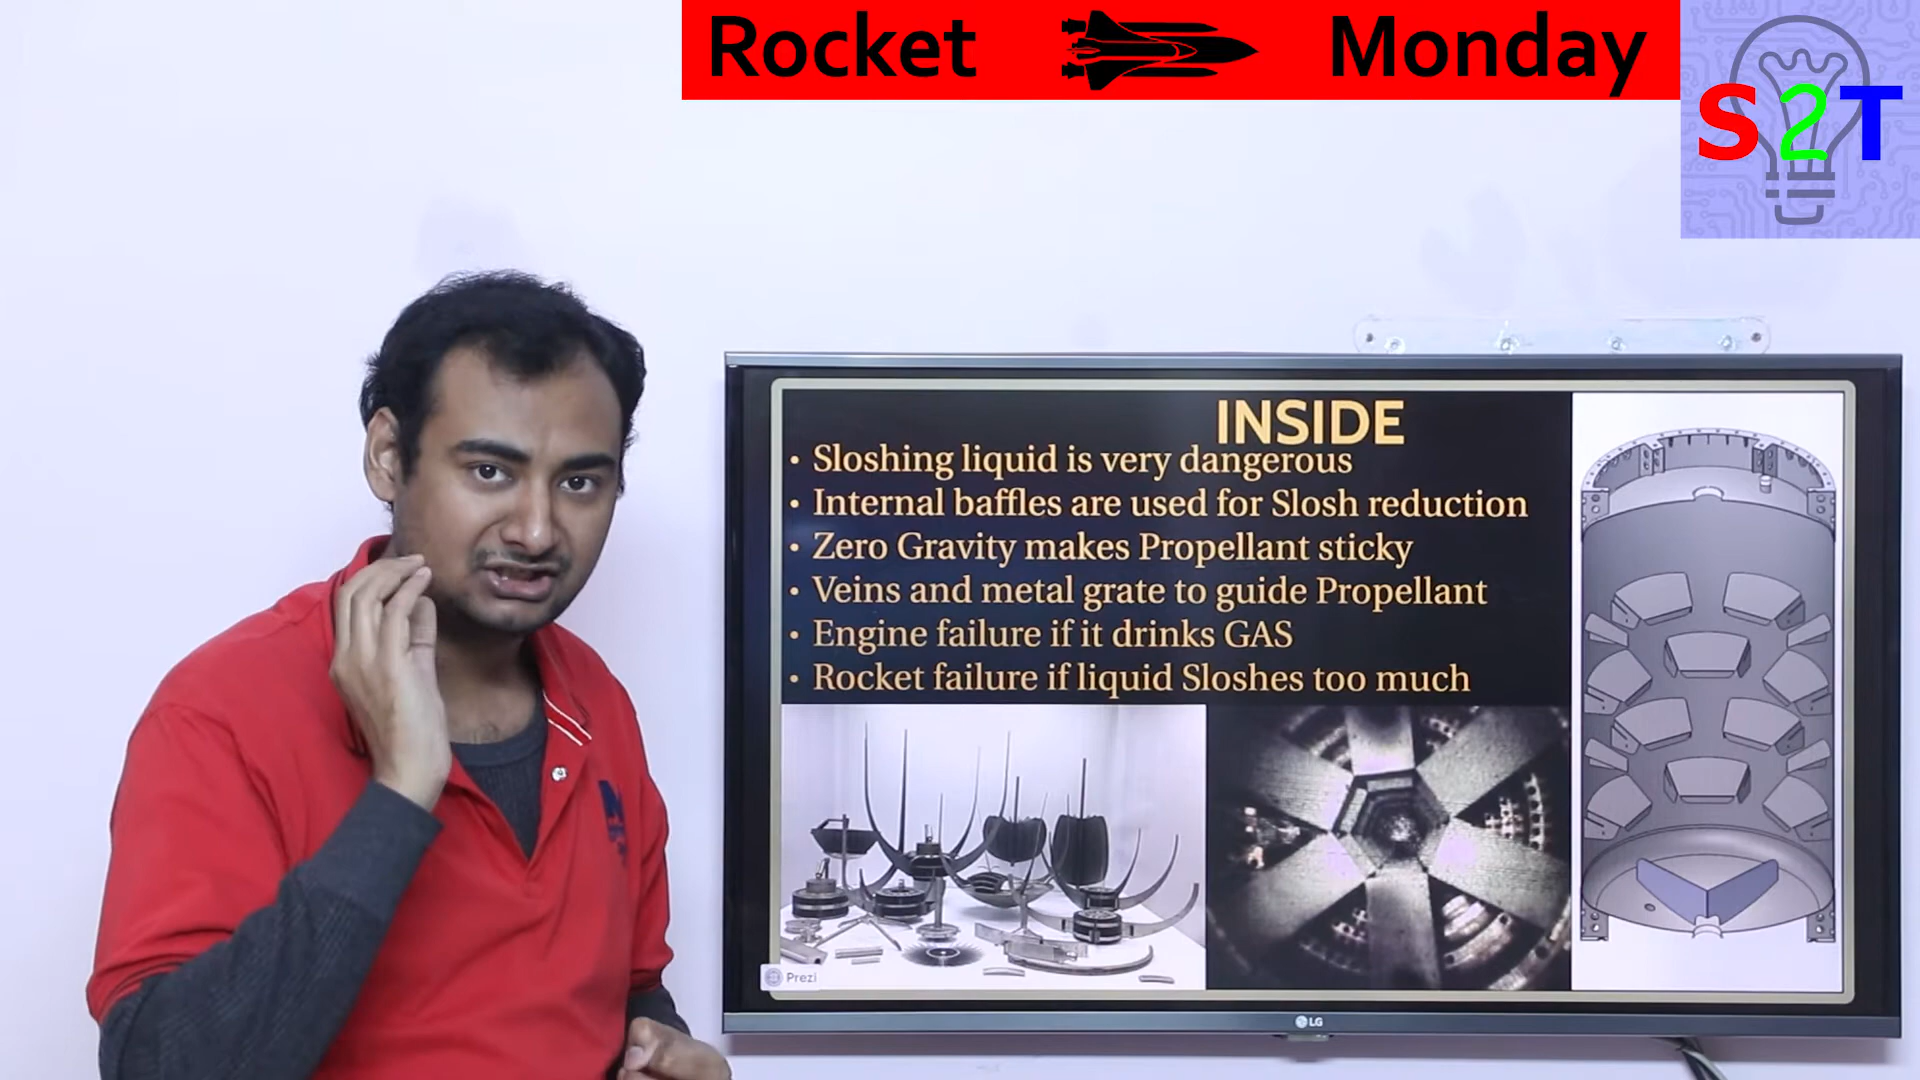 Rocket Monday
S2T
INSIDE
• Sloshing liquid is very dangerous
• Internal baffles are used for Slosh reduction
• Zero Gravity makes Propellant sticky
• Veins and metal grate to guide Propellant
• Engine failure if it drinks GAS
• Rocket failure if liquid Sloshes too much
Prezi
LG